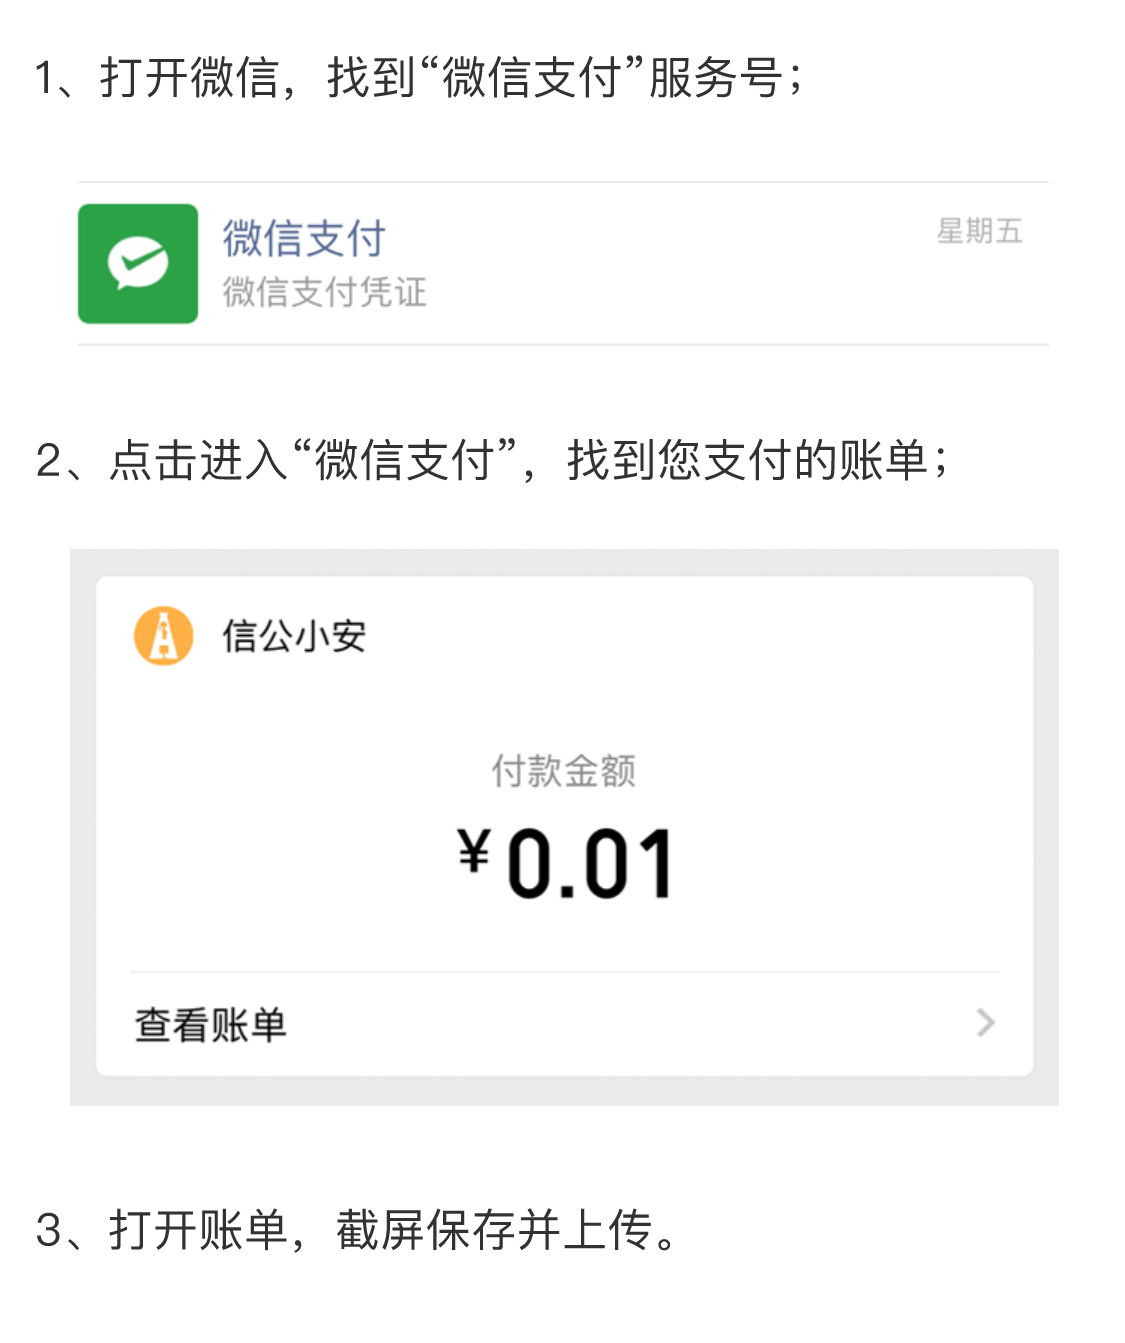 1、打开微信，找到“微信支付”服务号；
微信支付
星期五
微信支付凭证
2、点击进入“微信支付”，找到您支付的账单；
信公小安
付款金额
¥0.01
查看账单
3、打开账单，截屏保存并上传。